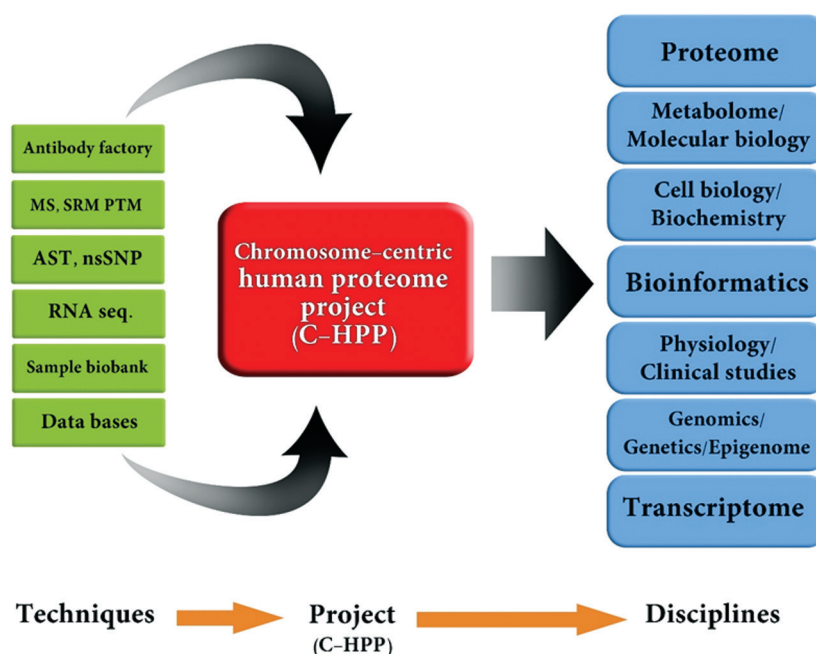 Antibody factory
MS, SRM PTM
AST, nsSNP
RNA seq.
Sample biobank
Data bases
Chromosome–centric
human proteome
project
(C–HPP)
Proteome
Metabolome/
Molecular biology
Cell biology/
Biochemistry
Bioinformatics
Physiology/
Clinical studies
Genomics/
Genetics/Epigenome
Transcriptome
Techniques
Project
(C–HPP)
Disciplines